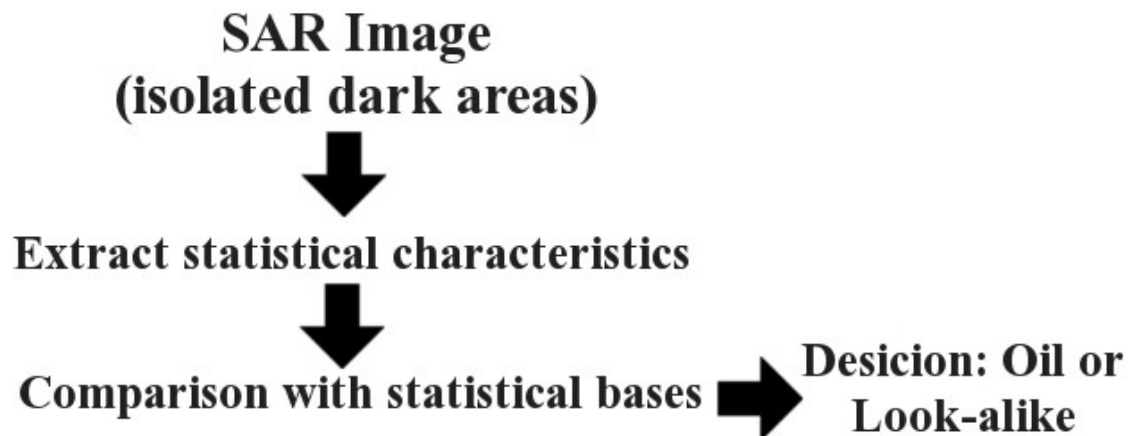 SAR Image
(isolated dark areas)
Extract statistical characteristics
Comparison with statistical bases
Desicion: Oil or
Look-alike